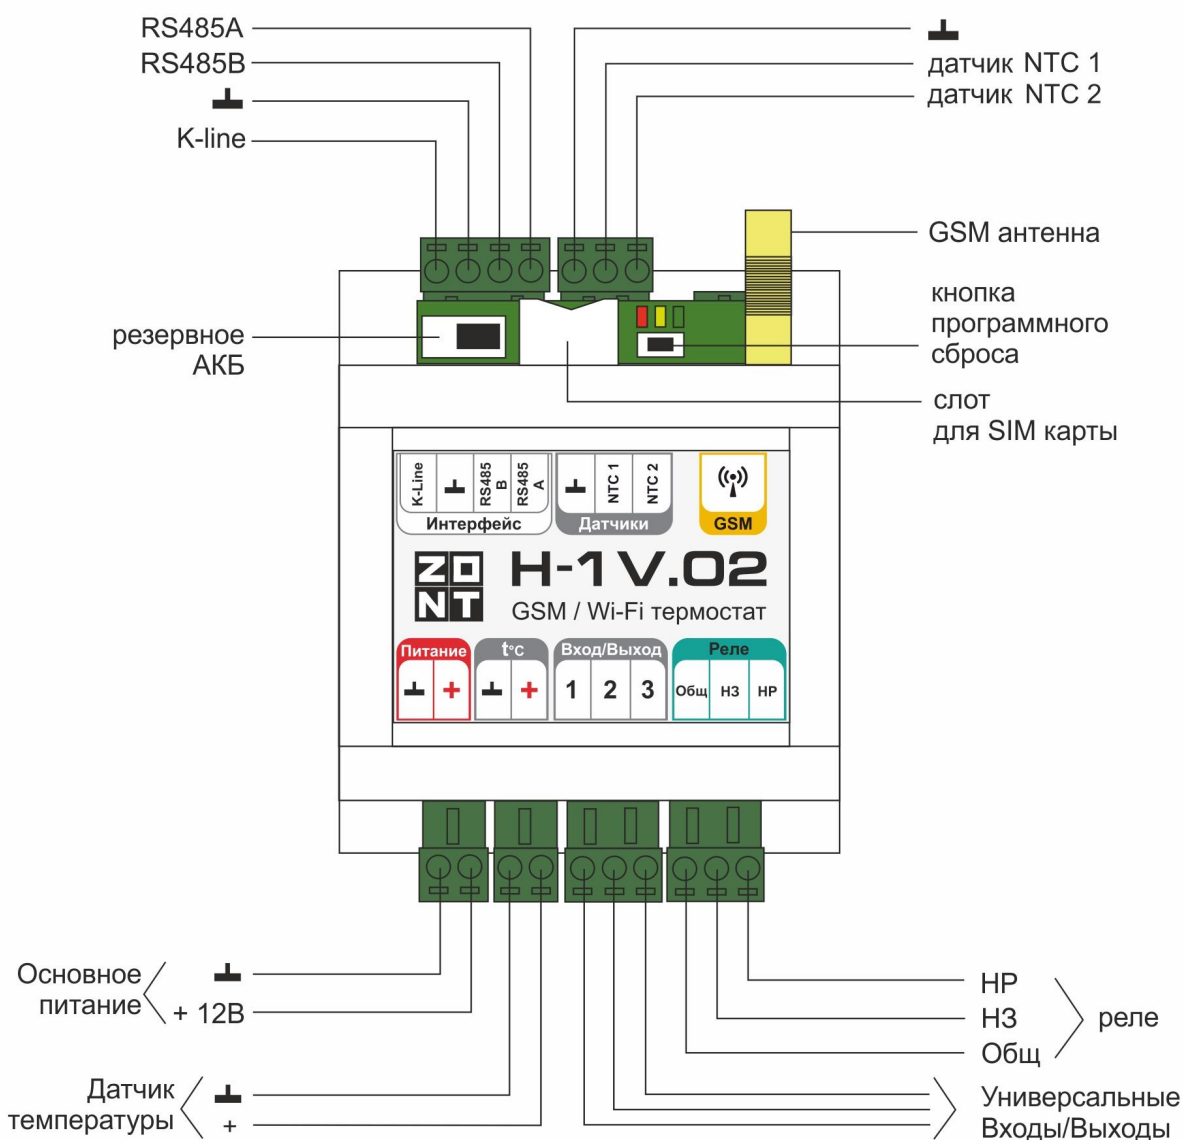 RS485A
RS485B
K-line
датчик NTC 1
датчик NTC 2
GSM антенна
кнопка
программного
сброса
резервное
АКБ
слот
для SIM карты
K-Line
RS485 B
RS485 A
NTC 1
NTC 2
Интерфейс
Датчики
GSM
ZONT
H-1V.02
GSM / Wi-Fi термостат
Питание
t°C
Вход/Выход
Реле
+
+
1
2
3
Общ
НЗ
НР
Основное
питание
+ 12В
Датчик
температуры
+
НР
НЗ
Общ
реле
Универсальные
Входы/Выходы